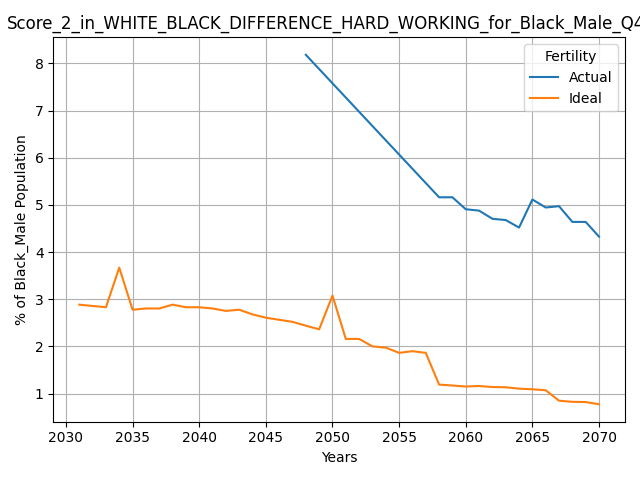 Score_2_in_WHITE_BLACK_DIFFERENCE_HARD_WORKING_for_Black_Male_Q4
Fertility
Actual
Ideal
% of Black_Male Population
8
7
6
5
4
3
2
1
2030 2035 2040 2045 2050 2055 2060 2065 2070
Years